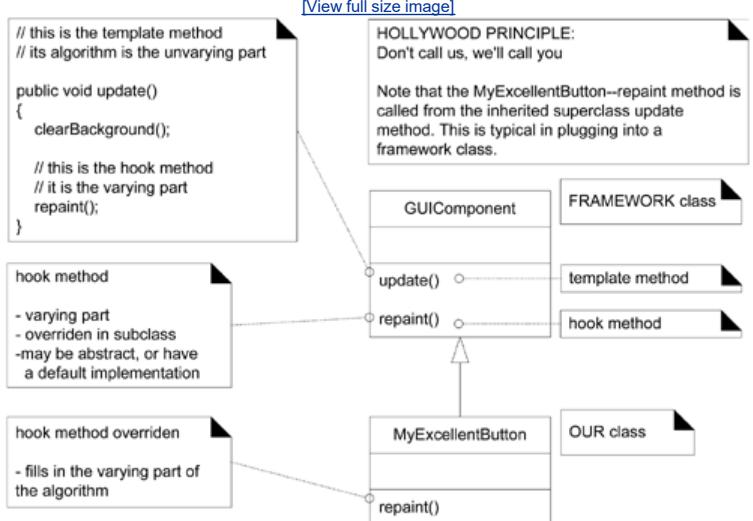 [View full size image]
// this is the template method
// its algorithm is the unvarying part
public void update()
{
clearBackground();
// this is the hook method
// it is the varying part
repaint();
}
HOLLYWOOD PRINCIPLE:
Don't call us, we'll call you
Note that the MyExcellentButton--repaint method is
called from the inherited superclass update
method. This is typical in plugging into a
framework class.
GUIComponent
FRAMEWORK class
update()
template method
repaint()
hook method
hook method
- varying part
- overriden in subclass
-may be abstract, or have
a default implementation
MyExcellentButton
OUR class
hook method overriden
- fills in the varying part of
the algorithm
repaint()